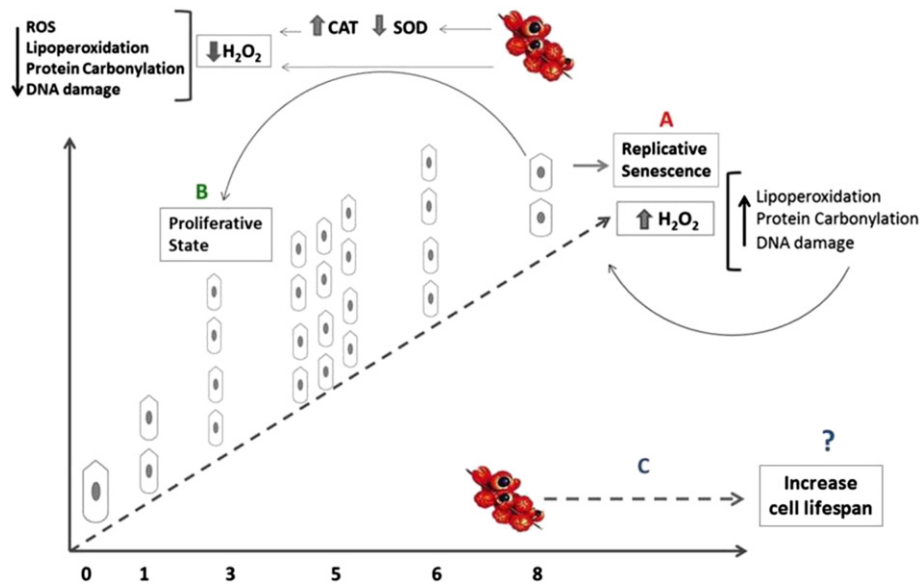 ROS
Lipoperoxidation
Protein Carbonylation
DNA damage
H2O2
CAT SOD
A
Replicative
Senescence
H2O2
Lipoperoxidation
Protein Carbonylation
DNA damage
B
Proliferative
State
C
?
Increase
cell lifespan
0 1 3 5 6 8